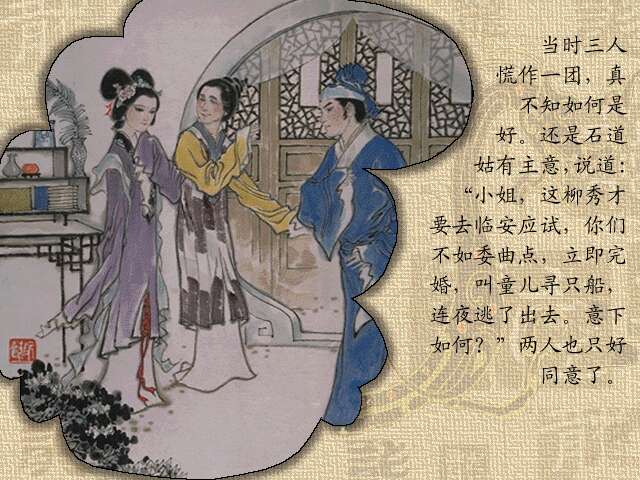 当时三人
慌作一团，真
不知如何是
好。还是石道
姑有主意，说道：
“小姐，这柳秀才
要去临安应试，你们
不如委曲点，立即完
婚，叫童儿寻只船，
连夜逃了出去。意下
如何？”两人也只好
同意了。